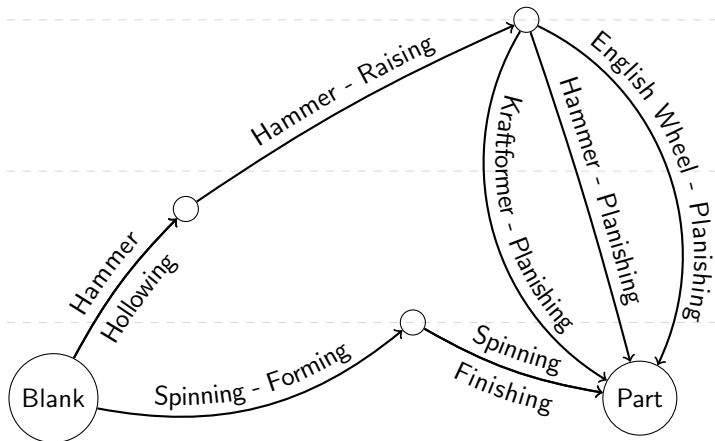 Hammer - Raising
English Wheel - Planishing
Hammer - Planishing
Kraftformer - Planishing
Hammer
Hollowing
Spinning
Finishing
Spinning - Forming
Blank
Part